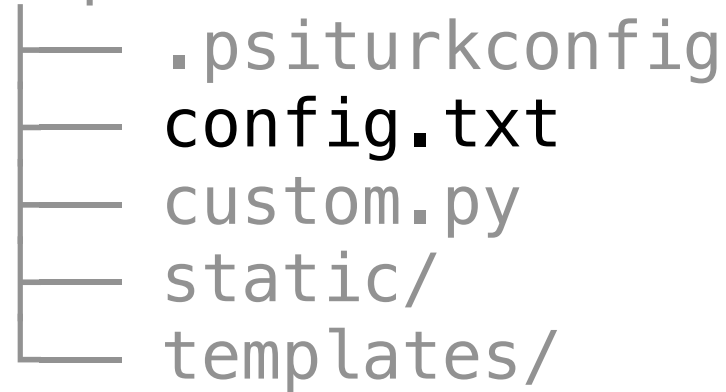 .psiturkconfig
config.txt
custom.py
static/
templates/